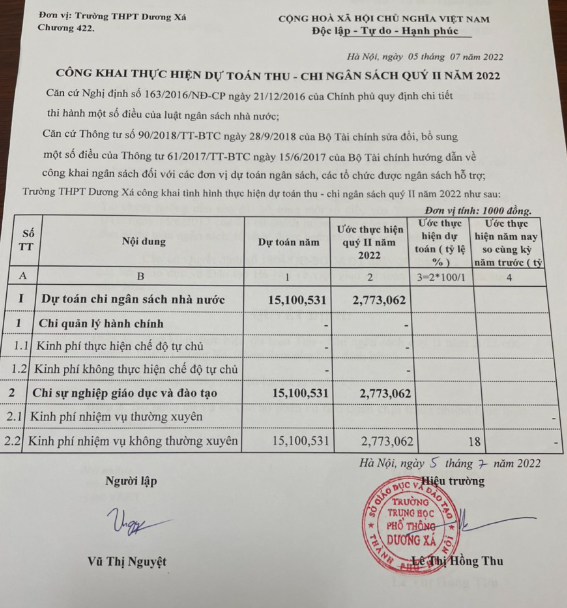 Đơn vị: Trường THPT Dương Xá
Chương 422.
CỘNG HOÀ XÃ HỘI CHỦ NGHĨA VIỆT NAM
Độc lập - Tự do - Hạnh phúc
Hà Nội, ngày 05 tháng 07 năm 2022
CÔNG KHAI THỰC HIỆN DỰ TOÁN THU - CHI NGÂN SÁCH QUÝ II NĂM 2022
Căn cứ Nghị định số 163/2016/NĐ-CP ngày 21/12/2016 của Chính phủ quy định chi tiết
thi hành một số điều của luật ngân sách nhà nước;
Căn cứ Thông tư số 90/2018/TT-BTC ngày 28/9/2018 của Bộ Tài chính sửa đổi, bổ sung
một số điều của Thông tư 61/2017/TT-BTC ngày 15/6/2017 của Bộ Tài chính hướng dẫn về
công khai ngân sách đối với các đơn vị dự toán ngân sách, các tổ chức được ngân sách hỗ trợ;
Trường THPT Dương Xá công khai tình hình thực hiện dự toán thu - chi ngân sách quý II năm 2022 như sau:
Đơn vị tính: 1000 đồng.
Số TT | Nội dung | Dự toán năm | Ước thực hiện quý II năm 2022 | Ước thực hiện dự toán ( tỷ lệ % ) | Ước thực hiện năm nay so cùng kỳ năm trước ( tỷ
A | B | 1 | 2 | 3=2*100/1 | 4
I | Dự toán chi ngân sách nhà nước | 15,100,531 | 2,773,062
1 | Chi quản lý hành chính | - | -
1.1 | Kinh phí thực hiện chế độ tự chủ | - | -
1.2 | Kinh phí không thực hiện chế độ tự chủ | - | -
2 | Chi sự nghiệp giáo dục và đào tạo | 15,100,531 | 2,773,062
2.1 | Kinh phí nhiệm vụ thường xuyên | -
2.2 | Kinh phí nhiệm vụ không thường xuyên | 15,100,531 | 2,773,062 | 18 | -
Hà Nội, ngày 5 tháng 7 năm 2022
Người lập
Hiệu trưởng
SỞ GIÁO DỤC VÀ ĐÀO TẠO
TRƯỜNG
TRUNG HỌC
PHỔ THÔNG
DƯƠNG XÁ
THÀNH PHỐ HÀ NỘI
Vũ Thị Nguyệt
Lê Thị Hồng Thu